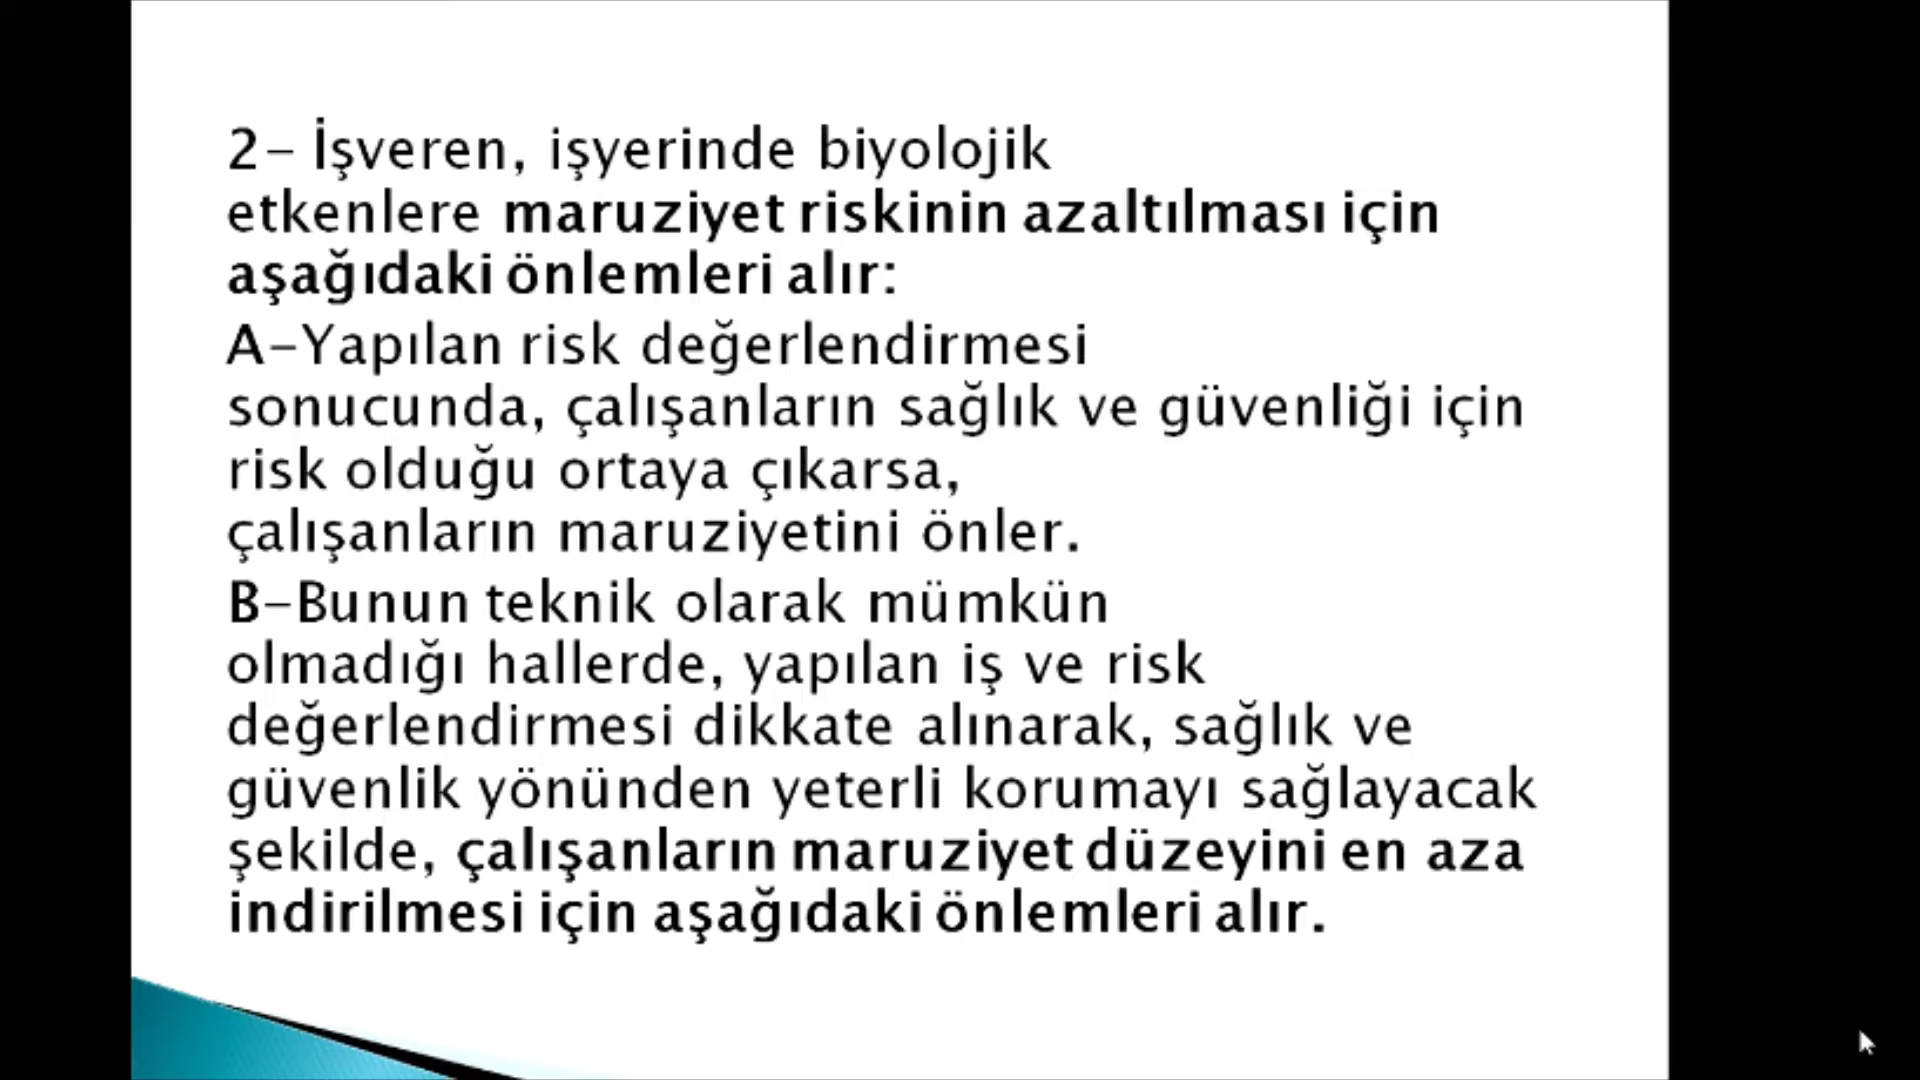 2- İşveren, işyerinde biyolojik
etkenlere maruziyet riskinin azaltılması için
aşağıdaki önlemleri alır:
A-Yapılan risk değerlendirmesi
sonucunda, çalışanların sağlık ve güvenliği için
risk olduğu ortaya çıkarsa,
çalışanların maruziyetini önler.
B-Bunun teknik olarak mümkün
olmadığı hallerde, yapılan iş ve risk
değerlendirmesi dikkate alınarak, sağlık ve
güvenlik yönünden yeterli korumayı sağlayacak
şekilde, çalışanların maruziyet düzeyini en aza
indirilmesi için aşağıdaki önlemleri alır.